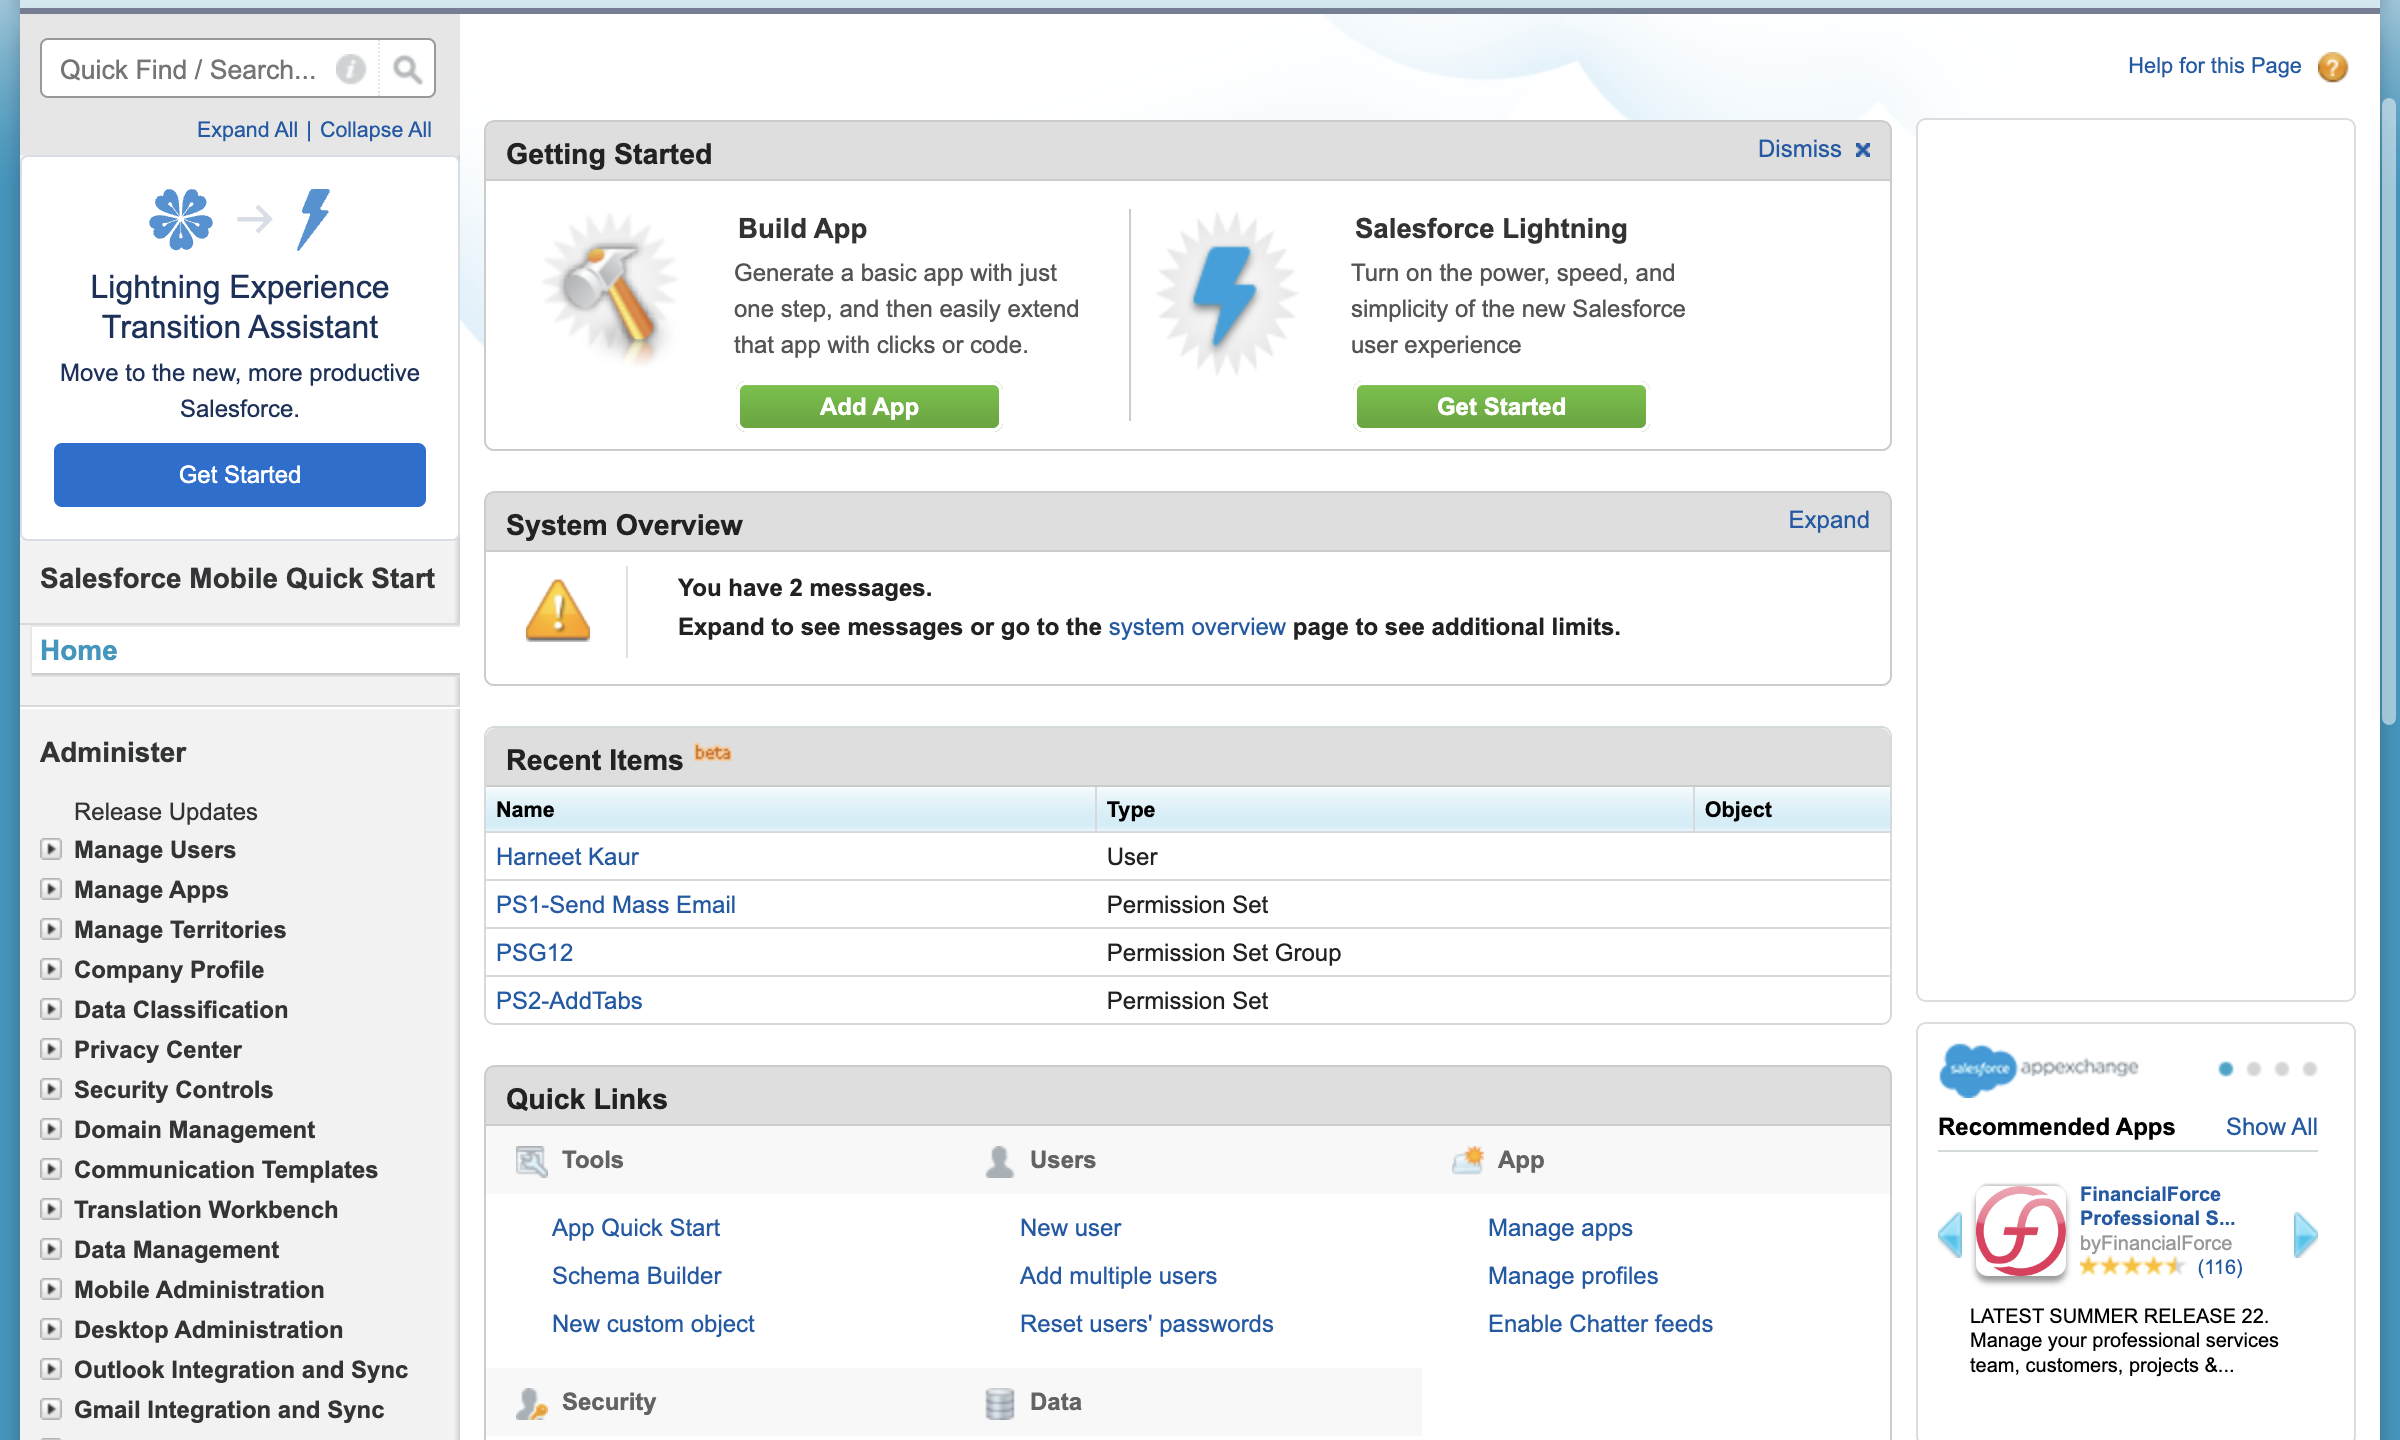 Quick Find / Search...
Expand All | Collapse All
Lightning Experience
Transition Assistant
Move to the new, more productive
Salesforce.
Get Started
Salesforce Mobile Quick Start
Home
Administer
Release Updates
Manage Users
Manage Apps
Manage Territories
Company Profile
Data Classification
Privacy Center
Security Controls
Domain Management
Communication Templates
Translation Workbench
Data Management
Mobile Administration
Desktop Administration
Outlook Integration and Sync
Gmail Integration and Sync
Help for this Page ?
Getting Started
Dismiss
Build App
Generate a basic app with just
one step, and then easily extend
that app with clicks or code.
Add App
Salesforce Lightning
Turn on the power, speed, and
simplicity of the new Salesforce
user experience
Get Started
System Overview
Expand
You have 2 messages.
Expand to see messages or go to the system overview page to see additional limits.
Recent Items beta
Name Type Object
Harneet Kaur User
PS1-Send Mass Email Permission Set
PSG12 Permission Set Group
PS2-AddTabs Permission Set
Quick Links
Tools Users App
App Quick Start New user Manage apps
Schema Builder Add multiple users Manage profiles
New custom object Reset users' passwords Enable Chatter feeds
Security Data
salesforce appexchange
Recommended Apps Show All
FinancialForce
Professional S...
byFinancialForce
(116)
LATEST SUMMER RELEASE 22.
Manage your professional services
team, customers, projects &...